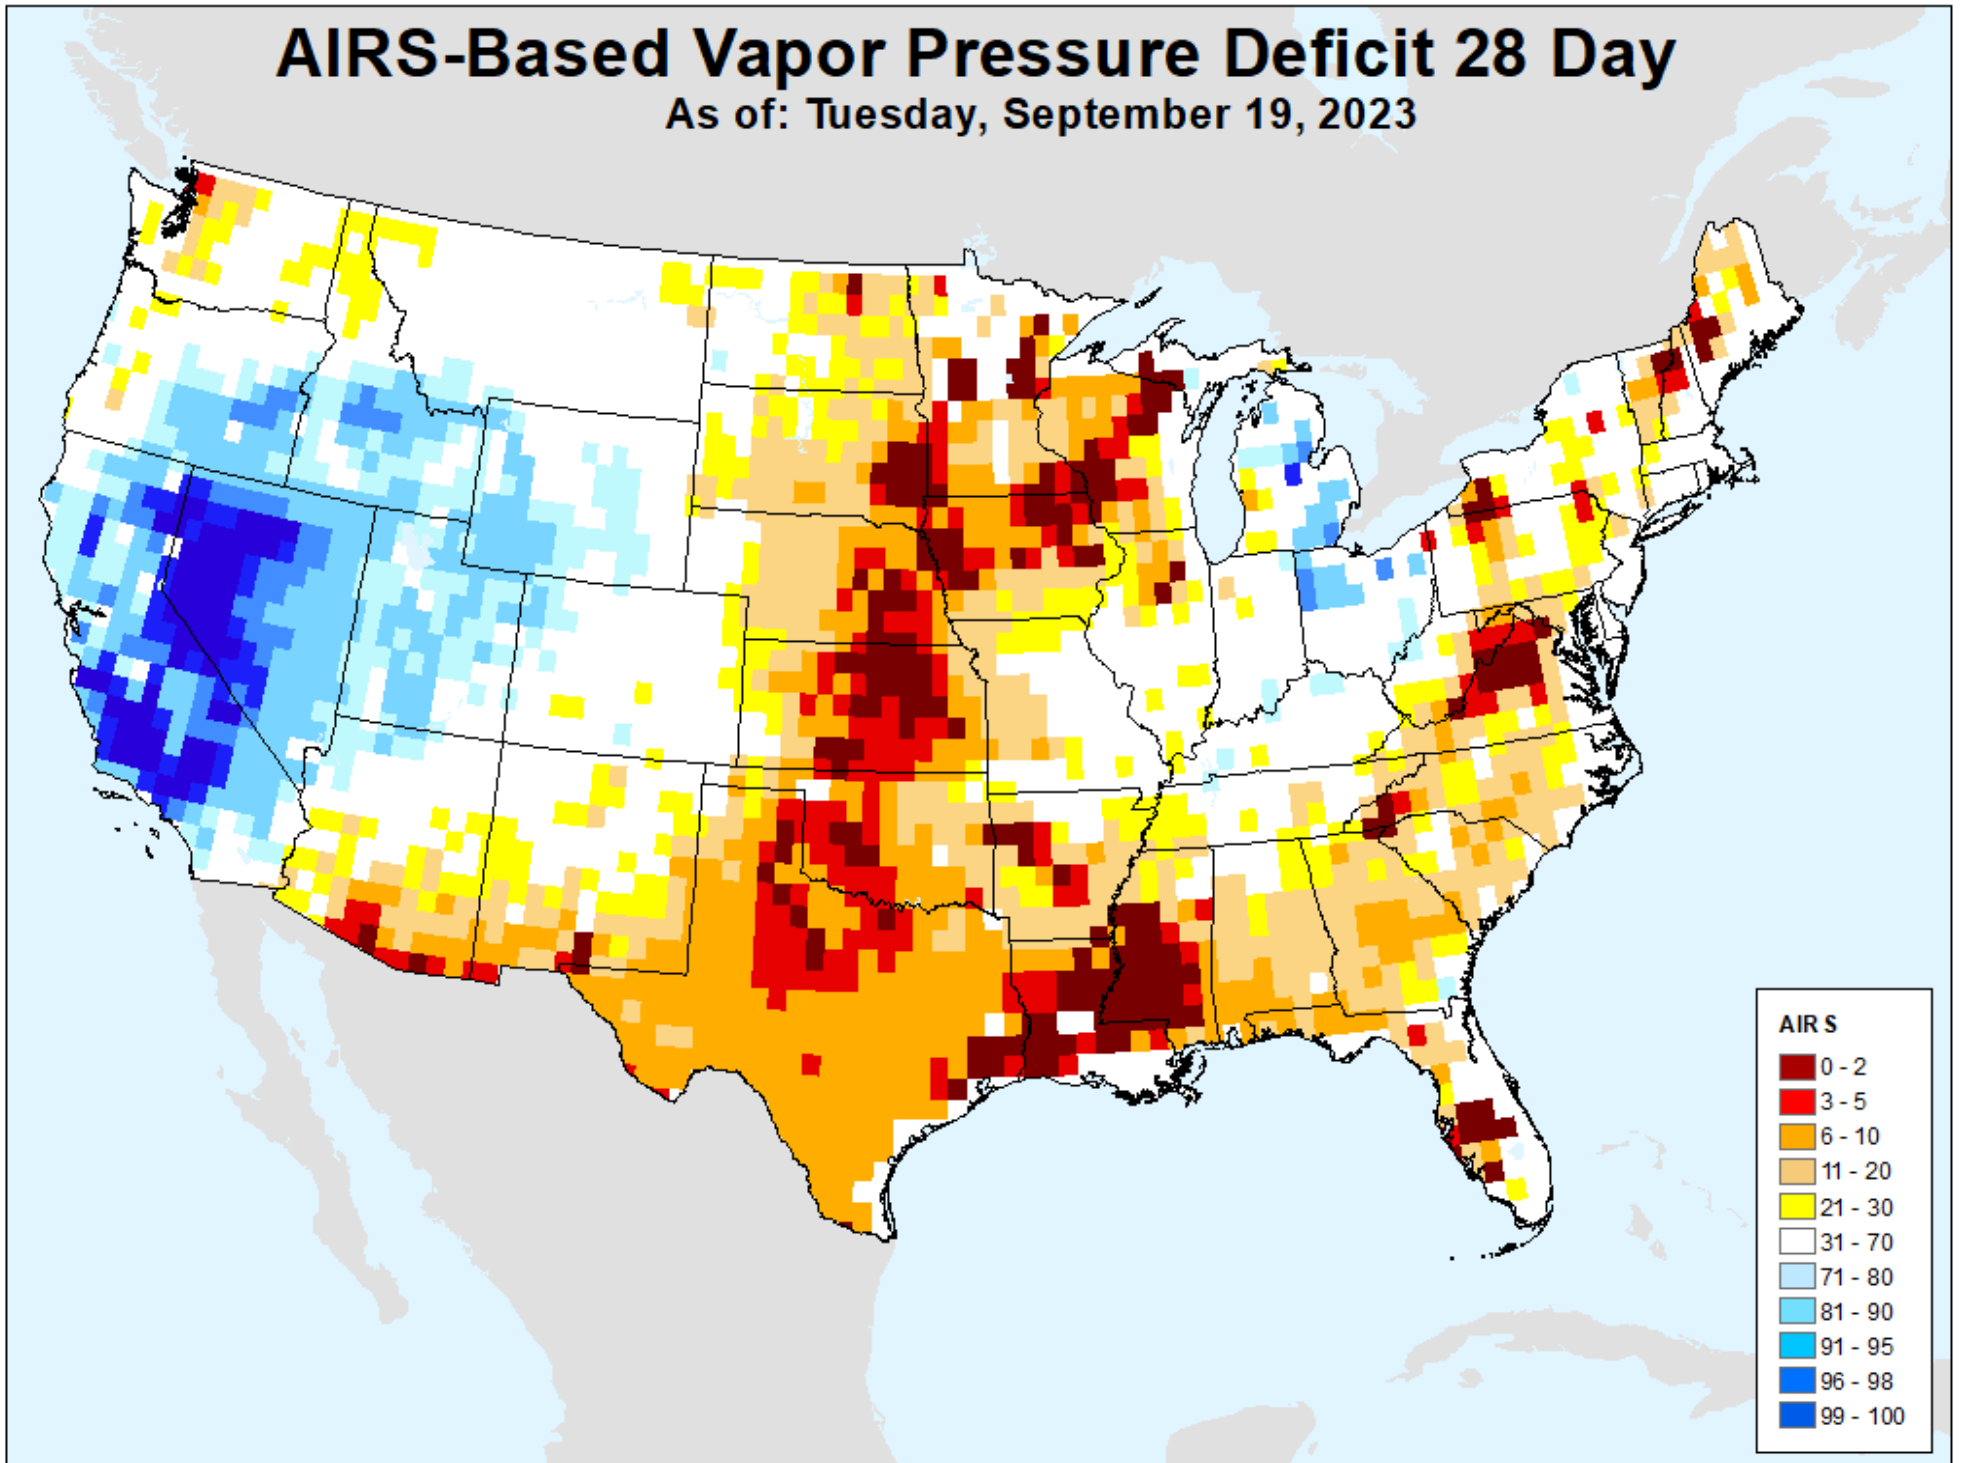 AIRS-Based Vapor Pressure Deficit 28 Day
As of: Tuesday, September 19, 2023
AIRS
0 - 2
3 - 5
6 - 10
11 - 20
21 - 30
31 - 70
71 - 80
81 - 90
91 - 95
96 - 98
99 - 100